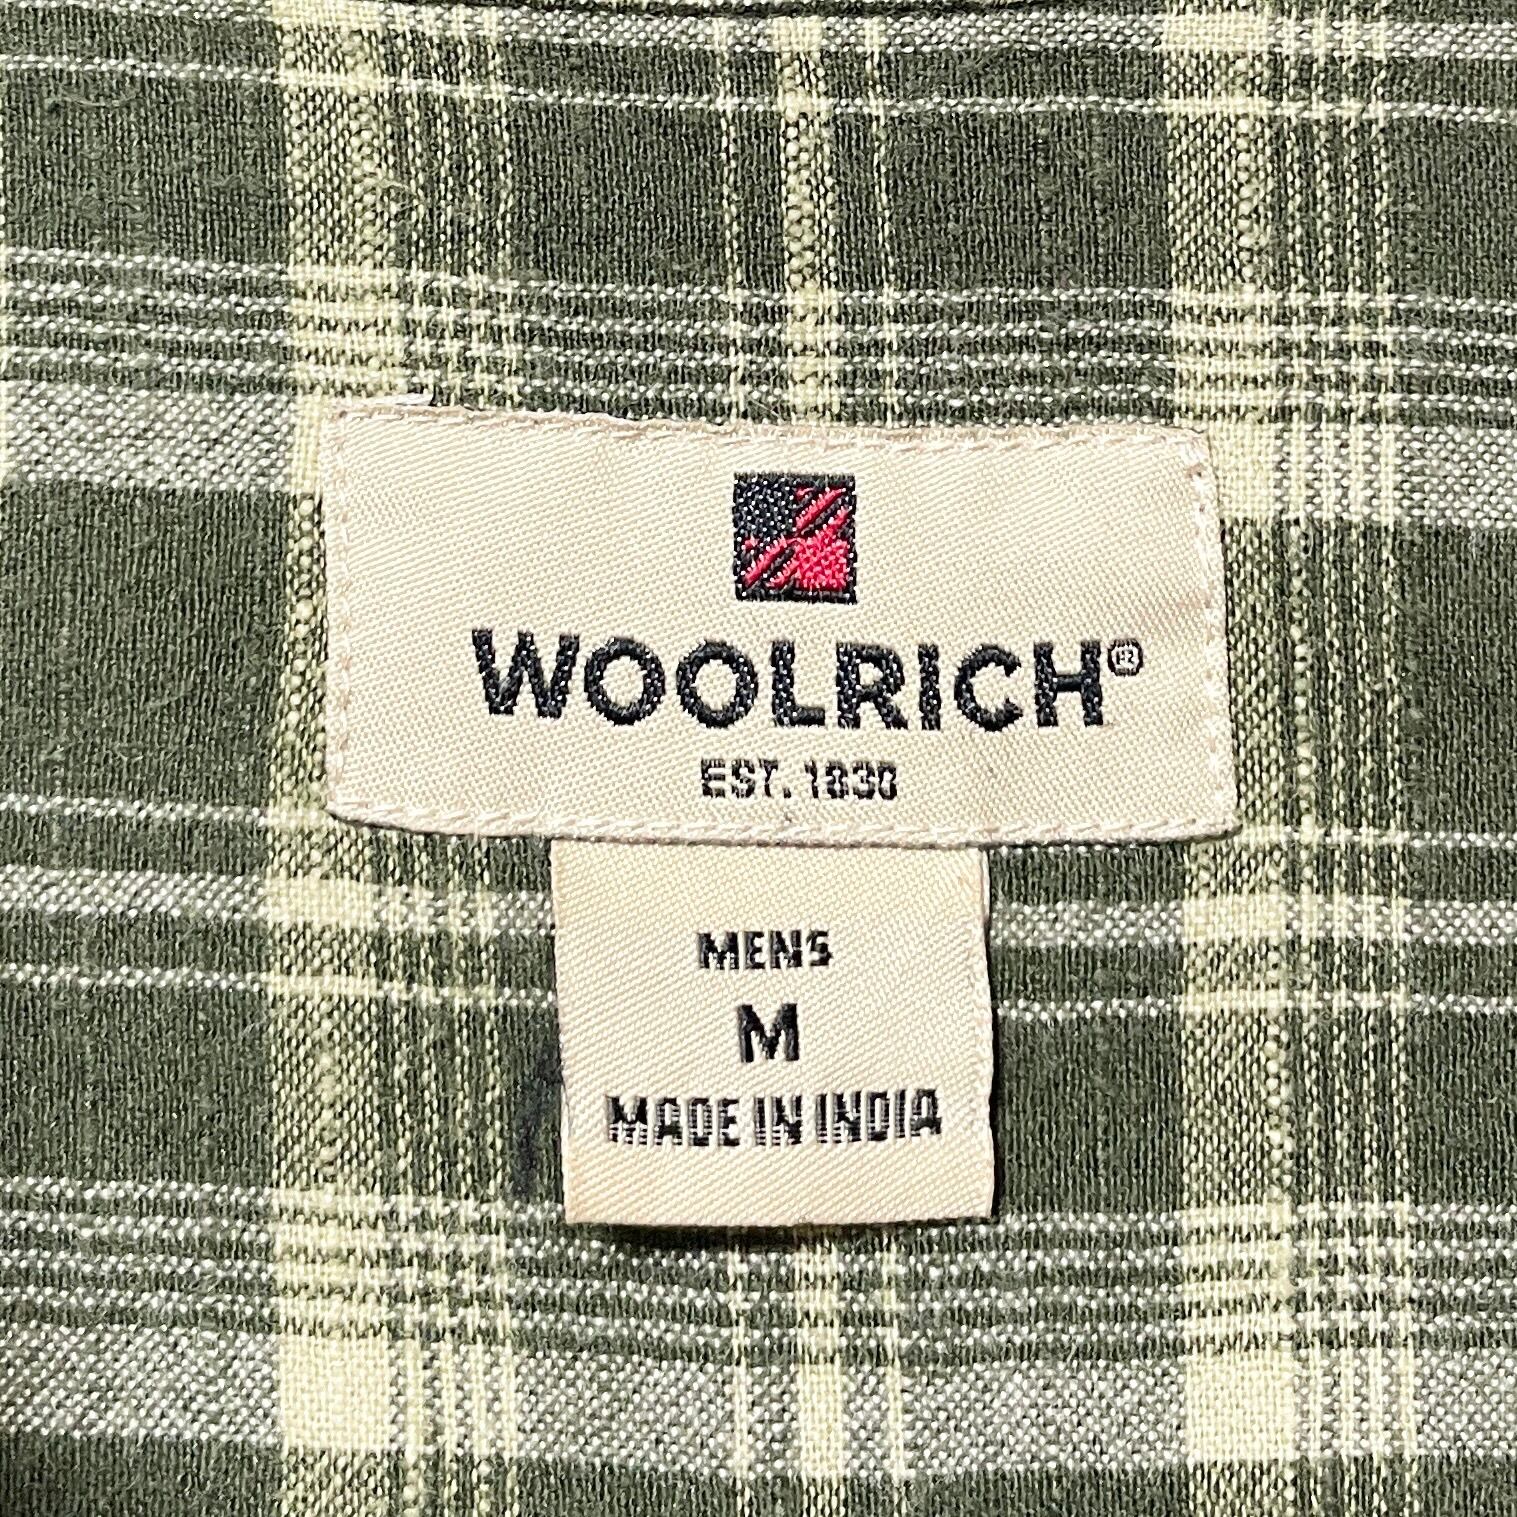 WOOLRICH®
EST. 1830
MENS
M
MADE IN INDIA